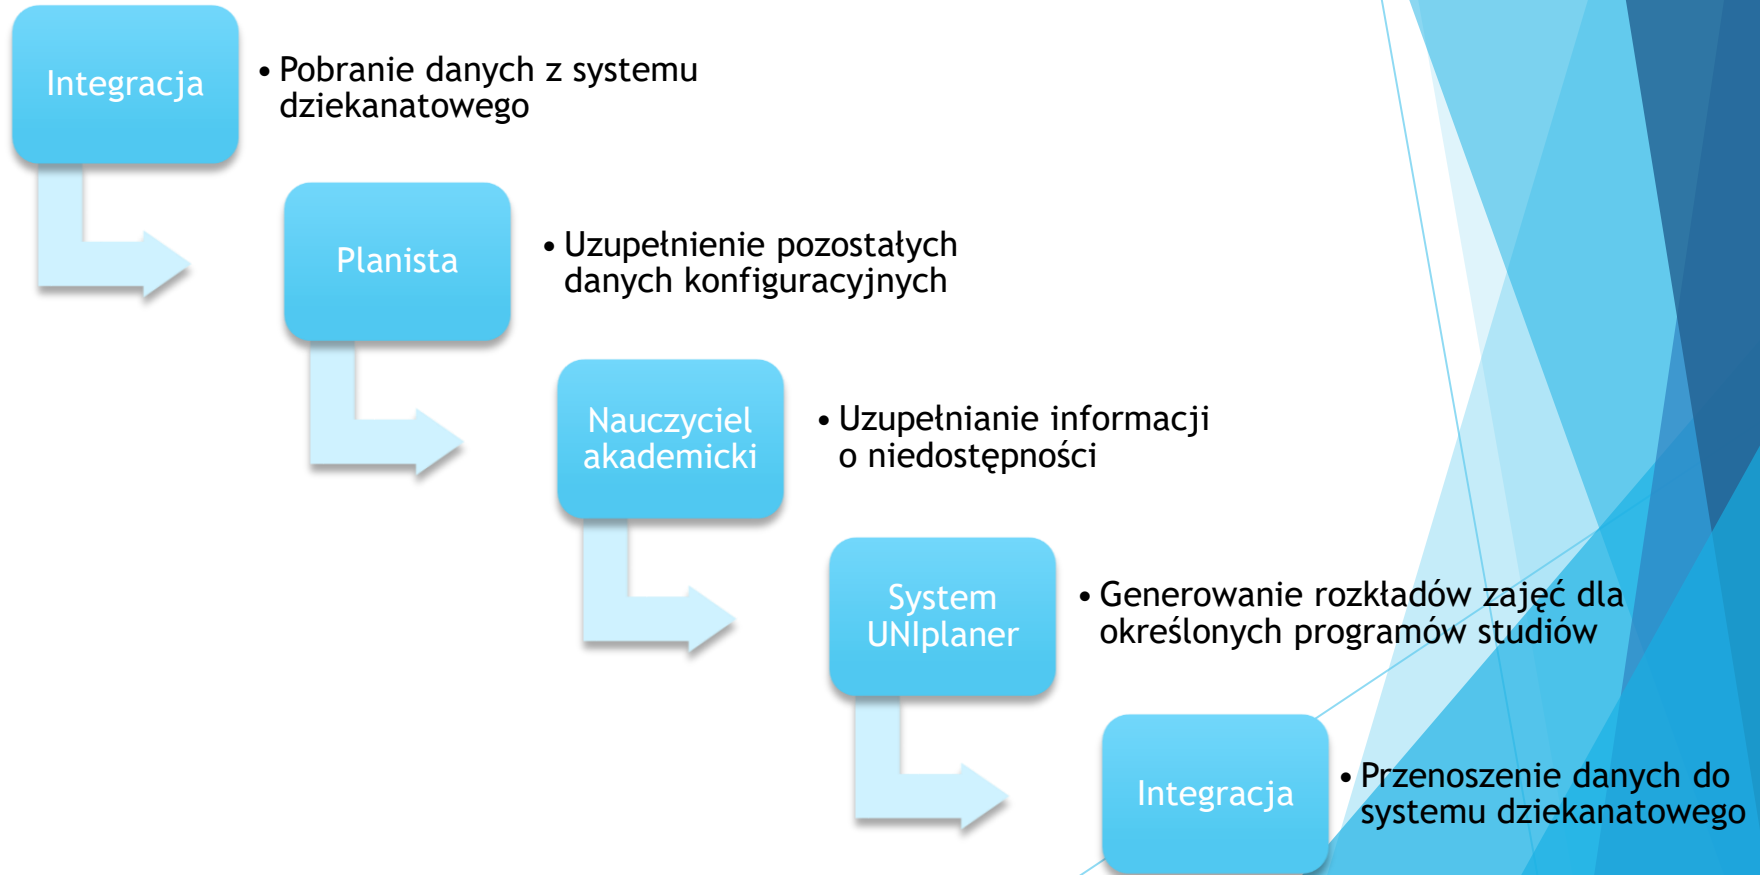 Integracja
• Pobranie danych z systemu
dziekanatowego
Planista
• Uzupełnienie pozostałych
danych konfiguracyjnych
Nauczyciel
akademicki
• Uzupełnianie informacji
o niedostępności
System
UNIplaner
• Generowanie rozkładów zajęć dla
określonych programów studiów
Integracja
• Przenoszenie danych do
systemu dziekanatowego